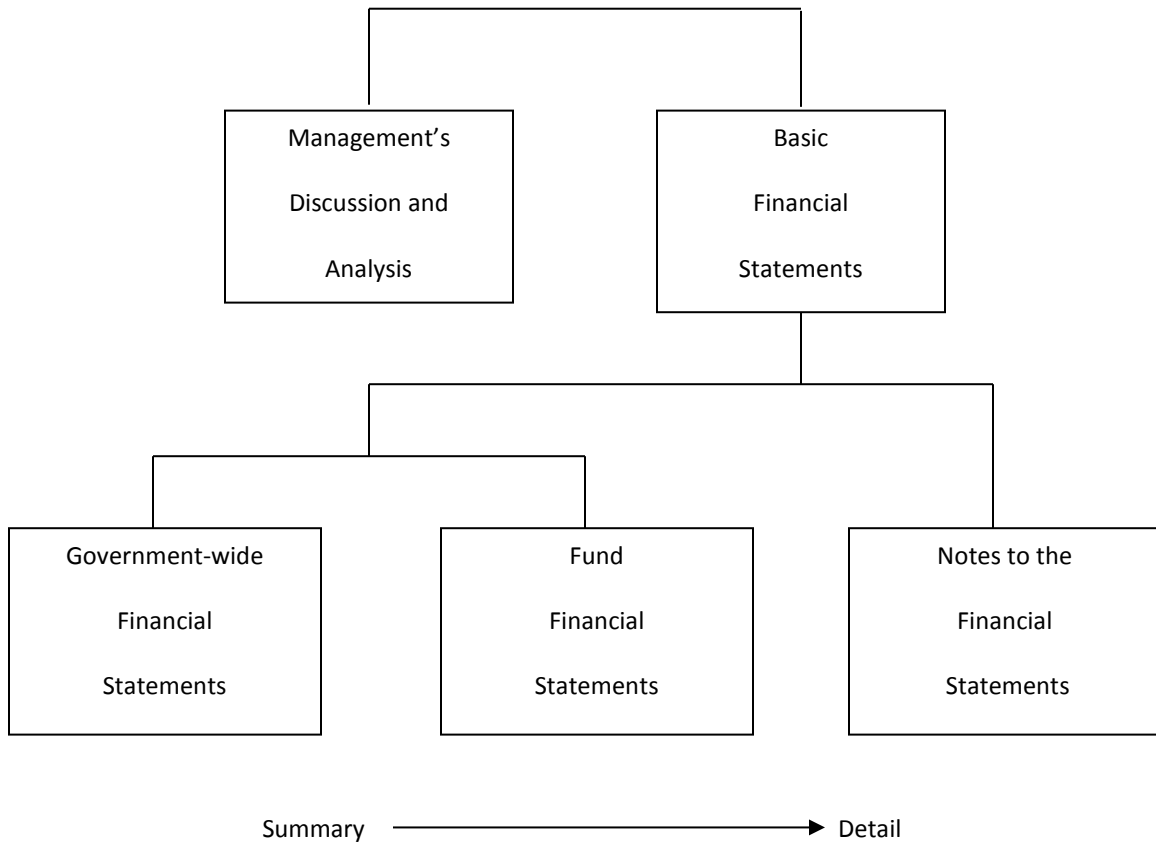 Management’s
Discussion and
Analysis
Basic
Financial
Statements
Government-wide
Financial
Statements
Fund
Financial
Statements
Notes to the
Financial
Statements
Summary
Detail